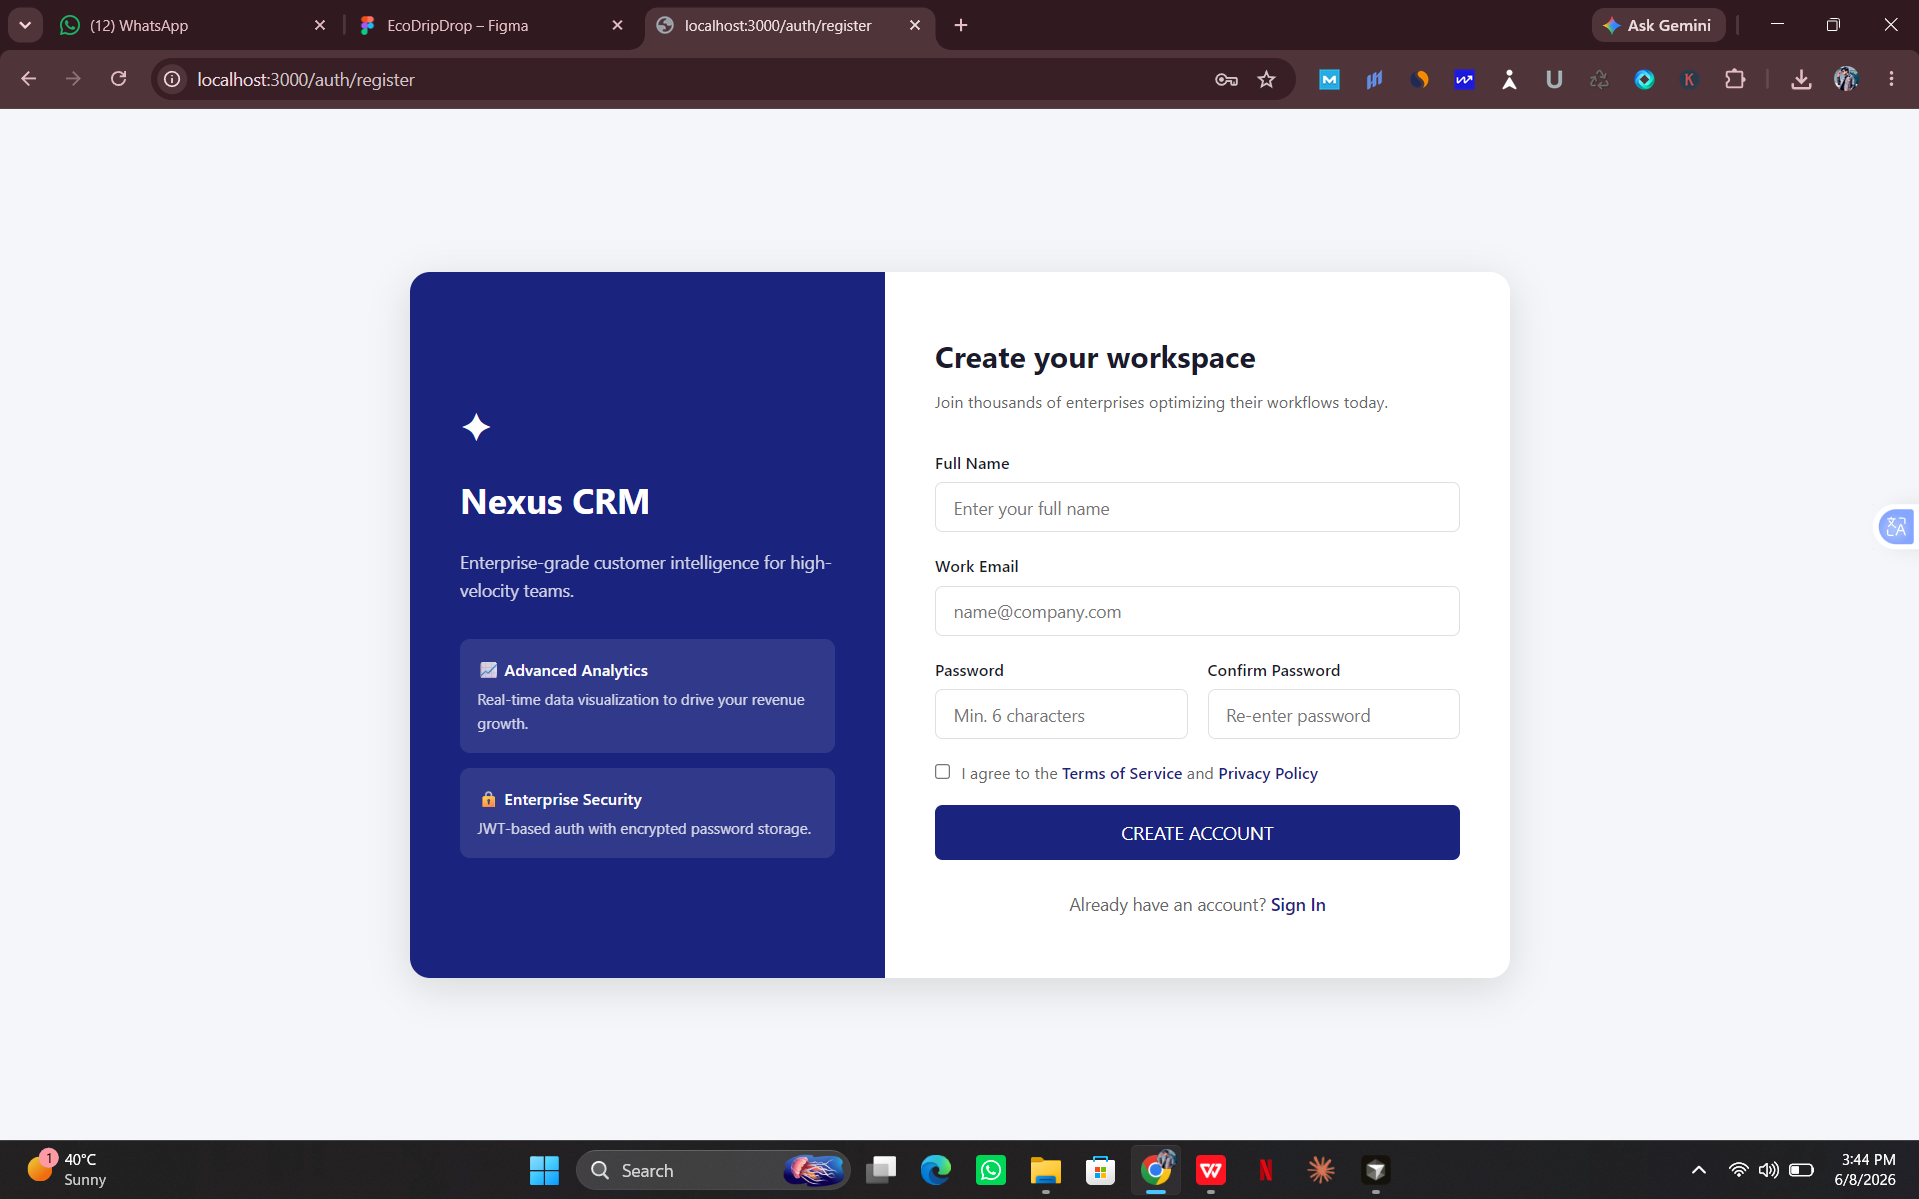 (12) WhatsApp
EcoDripDrop – Figma
localhost:3000/auth/register
Ask Gemini
localhost:3000/auth/register
Nexus CRM
Enterprise-grade customer intelligence for high-
velocity teams.
Advanced Analytics
Real-time data visualization to drive your revenue
growth.
Enterprise Security
JWT-based auth with encrypted password storage.
Create your workspace
Join thousands of enterprises optimizing their workflows today.
Full Name
Enter your full name
Work Email
name@company.com
Password
Confirm Password
Min. 6 characters
Re-enter password
I agree to the Terms of Service and Privacy Policy
CREATE ACCOUNT
Already have an account? Sign In
1
40°C
Sunny
Search
3:44 PM
6/8/2026